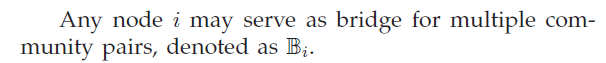 Any node i may serve as bridge for multiple com-
munity pairs, denoted as 𝔹ᵢ.